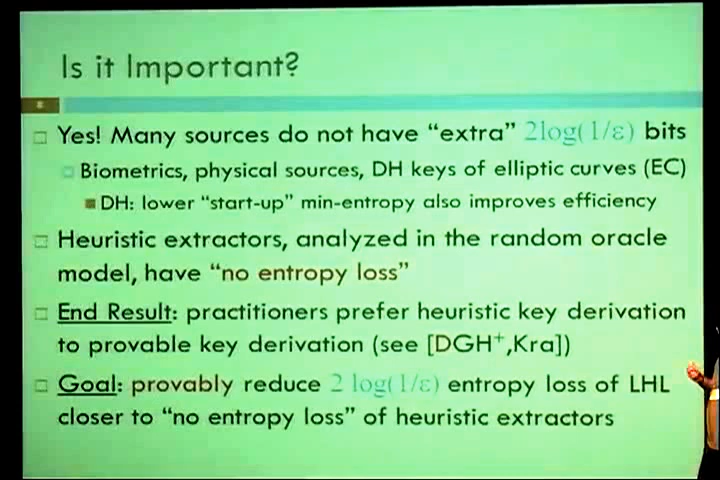 Is it Important?
8
Yes! Many sources do not have “extra” 2log(1/ε) bits
Biometrics, physical sources, DH keys of elliptic curves (EC)
DH: lower “start-up” min-entropy also improves efficiency
Heuristic extractors, analyzed in the random oracle
model, have “no entropy loss”
End Result: practitioners prefer heuristic key derivation
to provable key derivation (see [DGH⁺,Kra])
Goal: provably reduce 2 log(1/ε) entropy loss of LHL
closer to “no entropy loss” of heuristic extractors